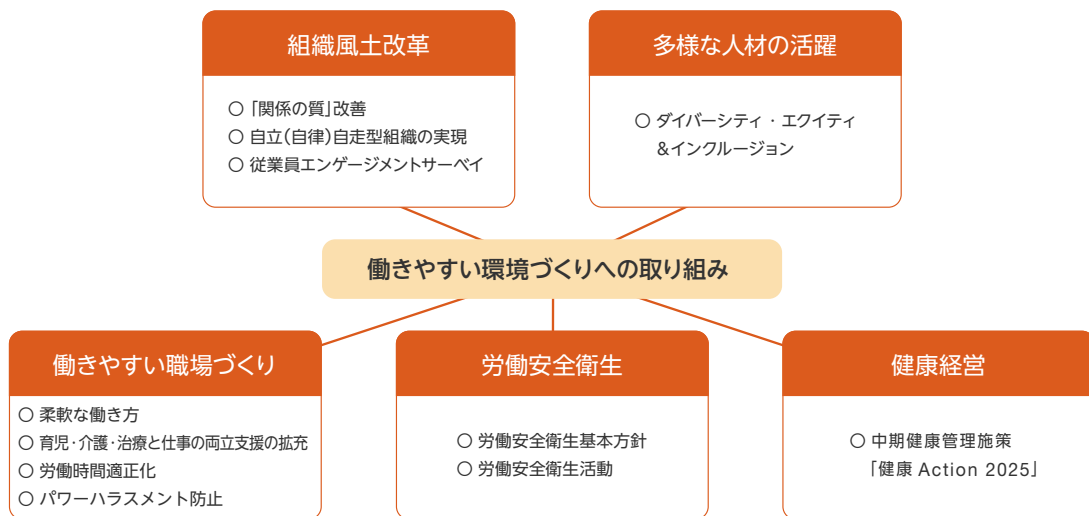 組織風土改革
○「関係の質」改善
○ 自立(自律)自走型組織の実現
○ 従業員エンゲージメントサーベイ
多様な人材の活躍
○ ダイバーシティ・エクイティ
&インクルージョン
働きやすい環境づくりへの取り組み
働きやすい職場づくり
○ 柔軟な働き方
○ 育児・介護・治療と仕事の両立支援の拡充
○ 労働時間適正化
○ パワーハラスメント防止
労働安全衛生
○ 労働安全衛生基本方針
○ 労働安全衛生活動
健康経営
○ 中期健康管理施策
「健康 Action 2025」